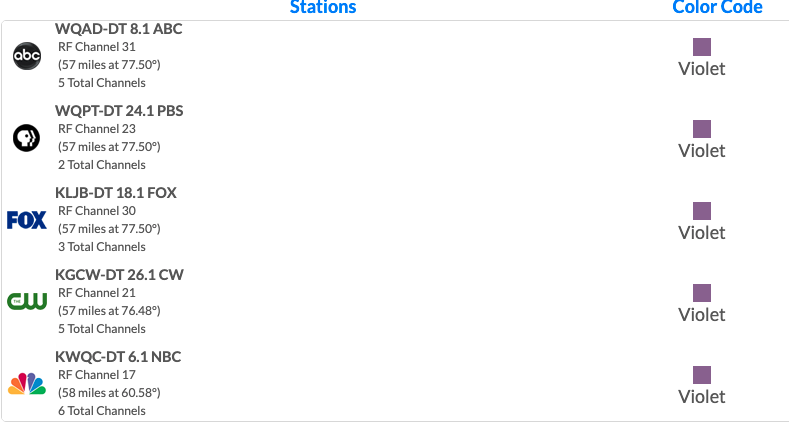 Stations Color Code
WQAD-DT 8.1 ABC
abc
RF Channel 31
(57 miles at 77.50°)
5 Total Channels
Violet
WQPT-DT 24.1 PBS
RF Channel 23
(57 miles at 77.50°)
2 Total Channels
Violet
KLJB-DT 18.1 FOX
FOX
RF Channel 30
(57 miles at 77.50°)
3 Total Channels
Violet
KGCW-DT 26.1 CW
THE CW
RF Channel 21
(57 miles at 76.48°)
5 Total Channels
Violet
KWQC-DT 6.1 NBC
RF Channel 17
(58 miles at 60.58°)
6 Total Channels
Violet